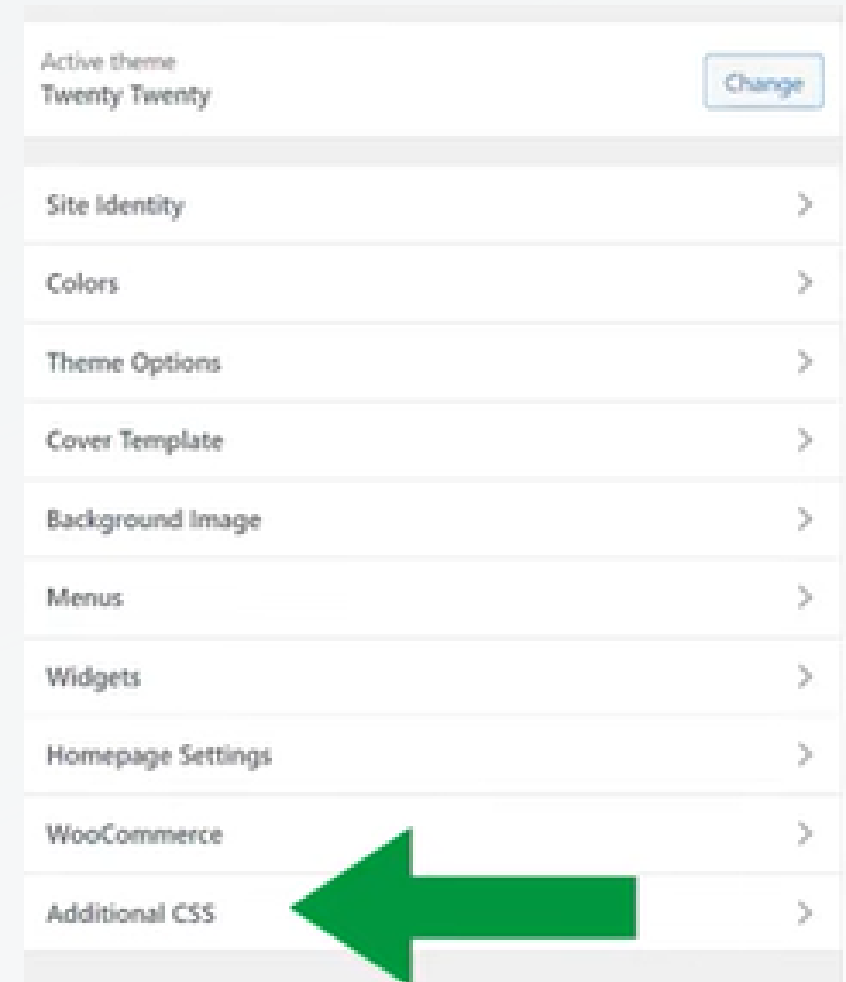 Active theme
Twenty Twenty
Change
Site Identity
Colors
Theme Options
Cover Template
Background Image
Menus
Widgets
Homepage Settings
WooCommerce
Additional CSS